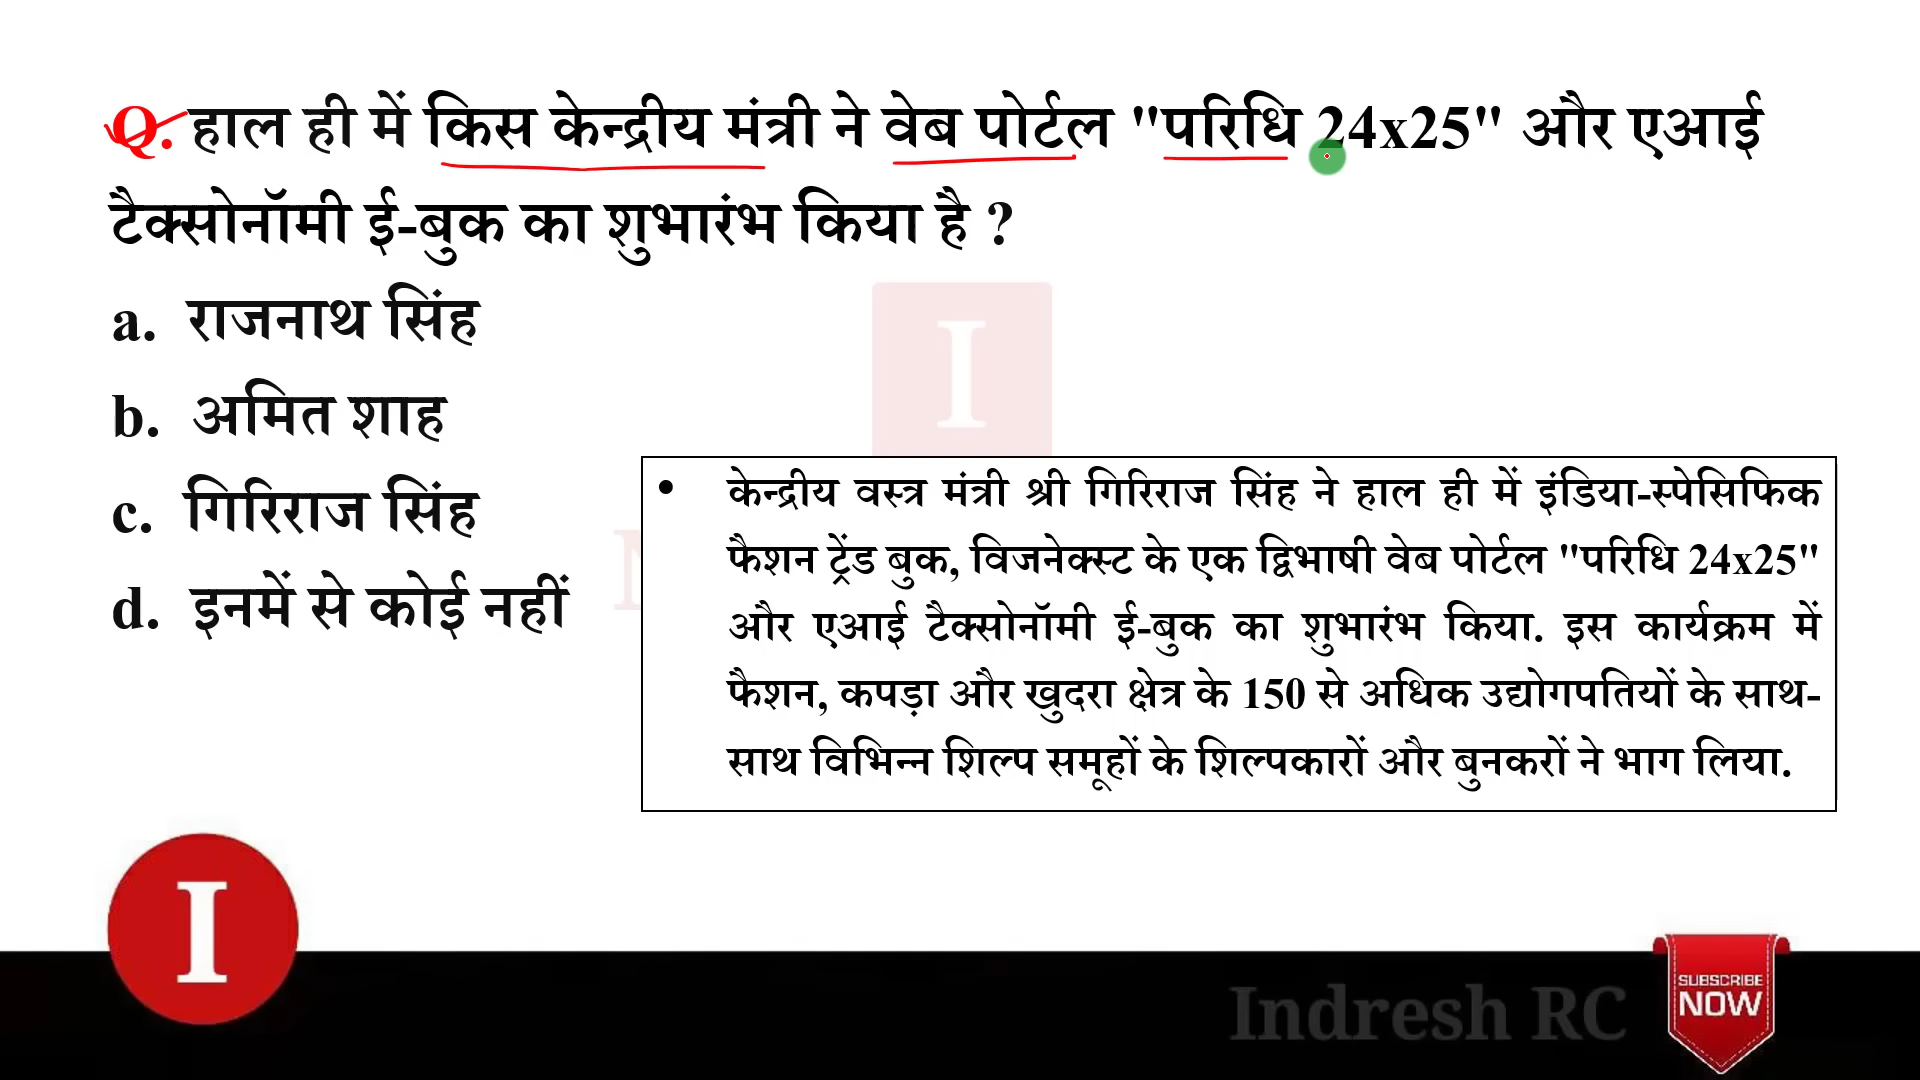 Q. हाल ही में किस केन्द्रीय मंत्री ने वेब पोर्टल "परिधि 24x25" और एआई
टैक्सोनॉमी ई-बुक का शुभारंभ किया है ?
a. राजनाथ सिंह
b. अमित शाह
c. गिरिराज सिंह
d. इनमें से कोई नहीं
I
• केन्द्रीय वस्त्र मंत्री श्री गिरिराज सिंह ने हाल ही में इंडिया-स्पेसिफिक
फैशन ट्रेंड बुक, विजनेक्स्ट के एक द्विभाषी वेब पोर्टल "परिधि 24x25"
और एआई टैक्सोनॉमी ई-बुक का शुभारंभ किया. इस कार्यक्रम में
फैशन, कपड़ा और खुदरा क्षेत्र के 150 से अधिक उद्योगपतियों के साथ-
साथ विभिन्न शिल्प समूहों के शिल्पकारों और बुनकरों ने भाग लिया.
I
Indresh RC
SUBSCRIBE
NOW